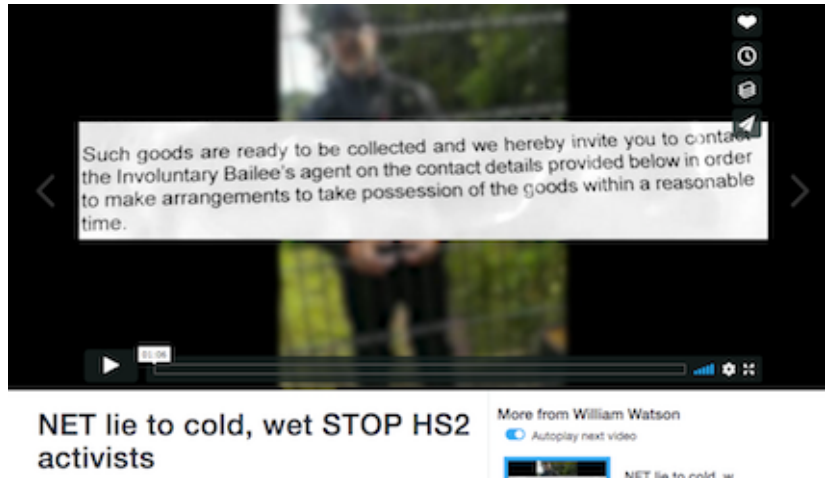 Such goods are ready to be collected and we hereby invite you to contact
the Involuntary Bailee's agent on the contact details provided below in order
to make arrangements to take possession of the goods within a reasonable
time.
01:06
NET lie to cold, wet STOP HS2
activists
More from William Watson
Autoplay next video
NET lie to cold, w